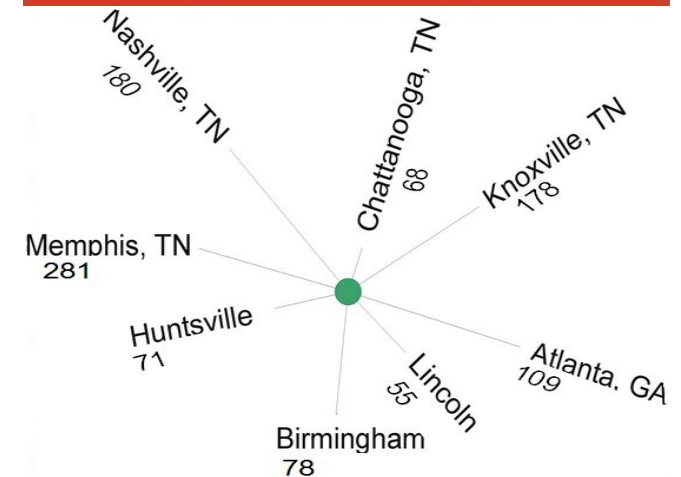 Nashville, TN
180
Chattanooga, TN
68
Knoxville, TN
178
Memphis, TN
281
Huntsville
71
Atlanta, GA
109
Lincoln
55
Birmingham
78